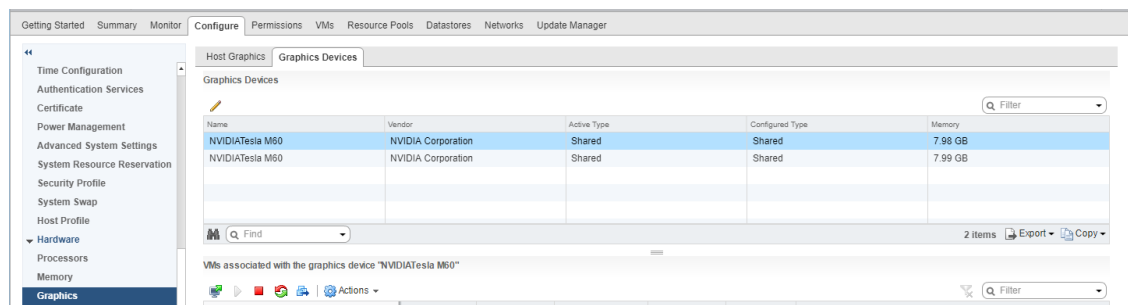 Getting Started Summary Monitor Configure Permissions VMs Resource Pools Datastores Networks Update Manager
Time Configuration
Authentication Services
Certificate
Power Management
Advanced System Settings
System Resource Reservation
Security Profile
System Swap
Host Profile
Hardware
Processors
Memory
Graphics
Host Graphics Graphics Devices
Graphics Devices
Filter
Name Vendor Active Type Configured Type Memory
NVIDIATesla M60 NVIDIA Corporation Shared Shared 7.98 GB
NVIDIATesla M60 NVIDIA Corporation Shared Shared 7.99 GB
Find 2 items Export Copy
VMs associated with the graphics device "NVIDIATesla M60"
Actions Filter